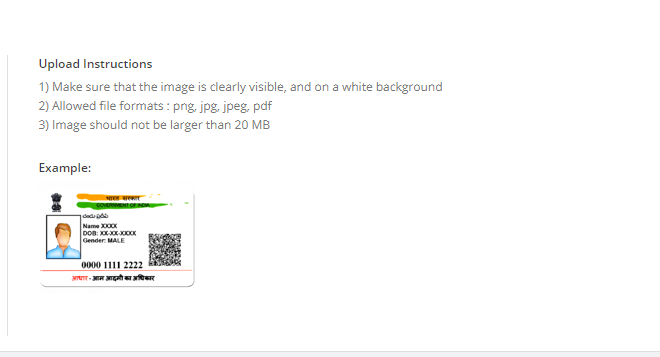 Upload Instructions
1) Make sure that the image is clearly visible, and on a white background
2) Allowed file formats : png, jpg, jpeg, pdf
3) Image should not be larger than 20 MB
Example:
भारत सरकार
GOVERNMENT OF INDIA
Name XXXX
DOB: XX-XX-XXXX
Gender: MALE
0000 1111 2222
आधार - आम आदमी का अधिकार